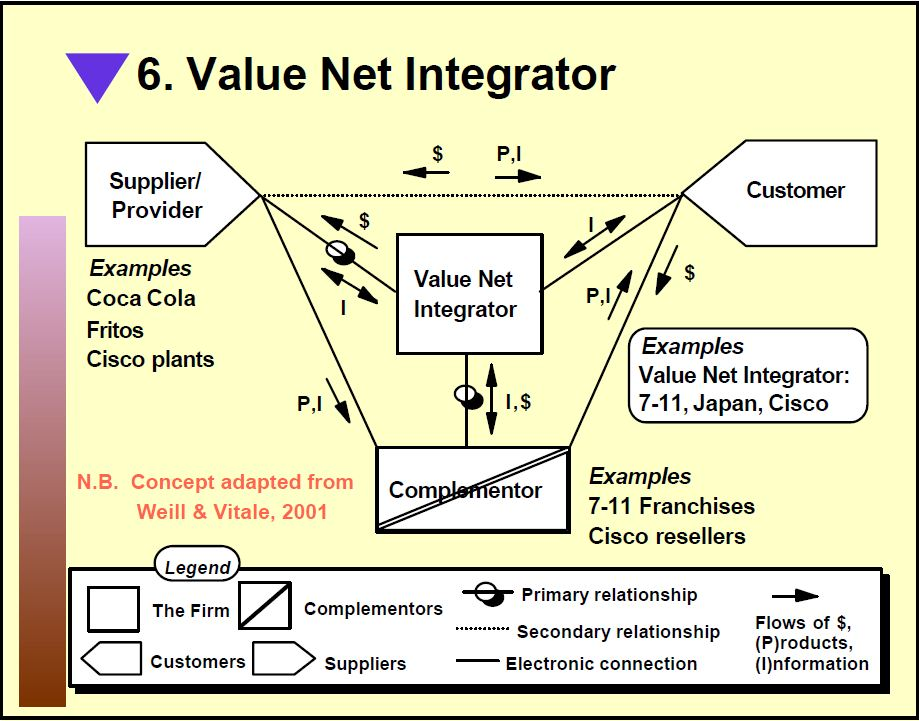 6. Value Net Integrator
$
P,I
Supplier/
Provider
Customer
$
I
I
Value Net
Integrator
P,I
$
Examples
Coca Cola
Fritos
Cisco plants
Examples
Value Net Integrator:
7-11, Japan, Cisco
P,I
I,$
Complementor
N.B. Concept adapted from
Weill & Vitale, 2001
Examples
7-11 Franchises
Cisco resellers
Legend
The Firm
Complementors
Customers
Suppliers
Primary relationship
Secondary relationship
Electronic connection
Flows of $,
(P)roducts,
(I)nformation